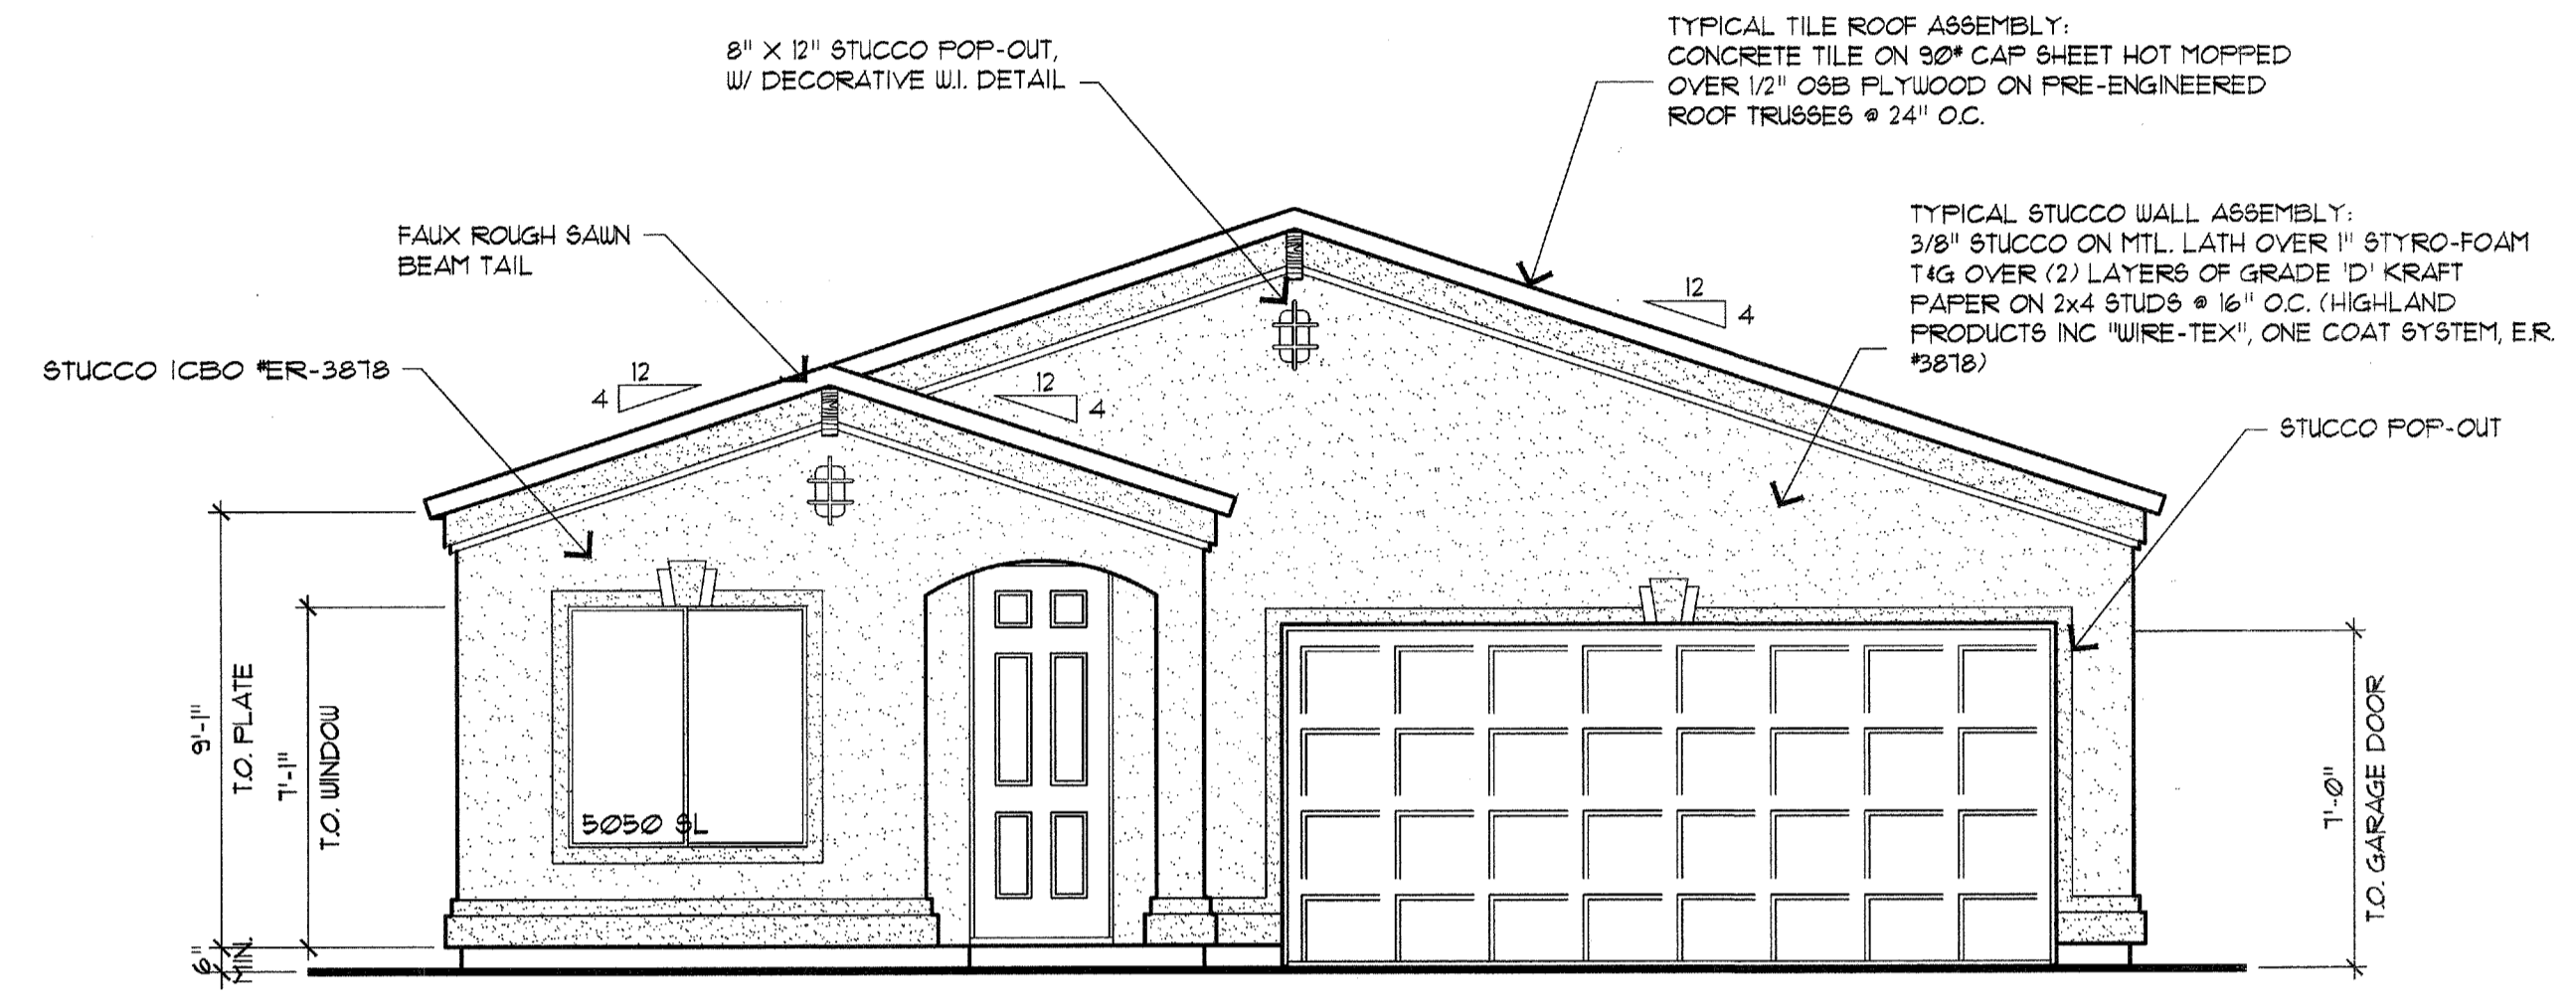 TYPICAL TILE ROOF ASSEMBLY:
CONCRETE TILE ON 90# CAP SHEET HOT MOPPED
OVER 1/2" OSB PLYWOOD ON PRE-ENGINEERED
ROOF TRUSSES @ 24" O.C.
8" X 12" STUCCO POP-OUT,
W/ DECORATIVE W.I. DETAIL
FAUX ROUGH SAWN
BEAM TAIL
TYPICAL STUCCO WALL ASSEMBLY:
3/8" STUCCO ON MTL. LATH OVER 1" STYRO-FOAM
T&G OVER (2) LAYERS OF GRADE 'D' KRAFT
PAPER ON 2x4 STUDS @ 16" O.C. (HIGHLAND
PRODUCTS INC "WIRE-TEX", ONE COAT SYSTEM, E.R.
#3878)
STUCCO ICBO #ER-3878
12
4
12
4
12
4
STUCCO POP-OUT
9'-1"
T.O. PLATE
7'-1"
T.O. WINDOW
6"
MIN.
5050 SL
7'-0"
T.O. GARAGE DOOR